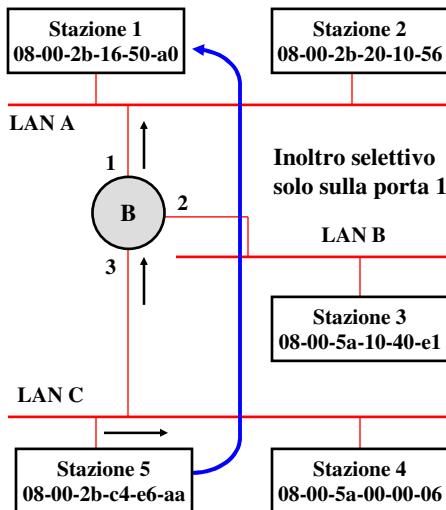 Stazione 1
08-00-2b-16-50-a0
Stazione 2
08-00-2b-20-10-56
LAN A
1
B
2
3
Inoltro selettivo
solo sulla porta 1
LAN B
Stazione 3
08-00-5a-10-40-e1
LAN C
Stazione 5
08-00-2b-c4-e6-aa
Stazione 4
08-00-5a-00-00-06